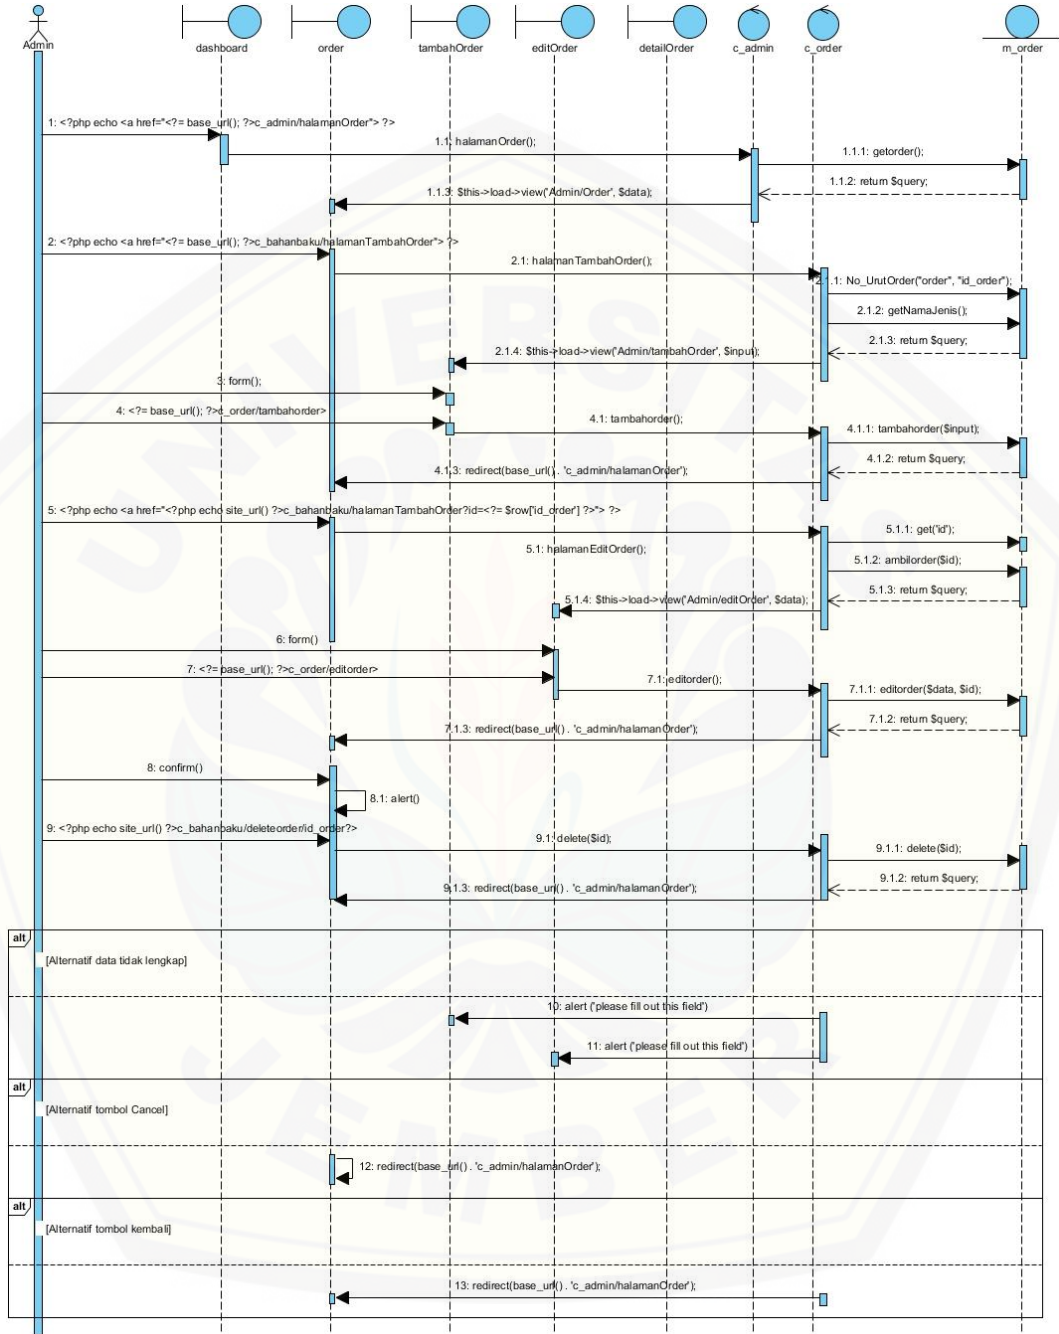 Admin
dashboard
order
tambahOrder
editOrder
detailOrder
c_admin
c_order
m_order
1: <?php echo <a href="<?= base_url(); ?>c_admin/halamanOrder"> ?>
1.1: halamanOrder();
1.1.1: getorder();
1.1.2: return $query;
1.1.3: $this->load->view('Admin/Order', $data);
2: <?php echo <a href="<?= base_url(); ?>c_bahanbaku/halamanTambahOrder"> ?>
2.1: halamanTambahOrder();
2.1.1: No_UrutOrder("order", "id_order");
2.1.2: getNamaJenis();
2.1.3: return $query;
2.1.4: $this->load->view('Admin/tambahOrder', $input);
3: form();
4: <?= base_url(); ?>c_order/tambahorder>
4.1: tambahorder();
4.1.1: tambahorder($input);
4.1.2: return $query;
4.1.3: redirect(base_url() . 'c_admin/halamanOrder');
5: <?php echo <a href="<?php echo site_url() ?>c_bahanbaku/halamanTambahOrder?id=<?= $row['id_order'] ?>"> ?>
5.1.1: get('id');
5.1: halamanEditOrder();
5.1.2: ambilorder($id);
5.1.3: return $query;
5.1.4: $this->load->view('Admin/editOrder', $data);
6: form()
7: <?= base_url(); ?>c_order/editorder>
7.1: editorder();
7.1.1: editorder($data, $id);
7.1.2: return $query;
7.1.3: redirect(base_url() . 'c_admin/halamanOrder');
8: confirm()
8.1: alert()
9: <?php echo site_url() ?>c_bahanbaku/deleteorder/id_order?>
9.1: delete($id);
9.1.1: delete($id);
9.1.2: return $query;
9.1.3: redirect(base_url() . 'c_admin/halamanOrder');
alt
[Alternatif data tidak lengkap]
10: alert ('please fill out this field')
11: alert ('please fill out this field')
alt
[Alternatif tombol Cancel]
12: redirect(base_url() . 'c_admin/halamanOrder');
alt
[Alternatif tombol kembali]
13: redirect(base_url() . 'c_admin/halamanOrder');
UNIVERSITAS
JEMBER